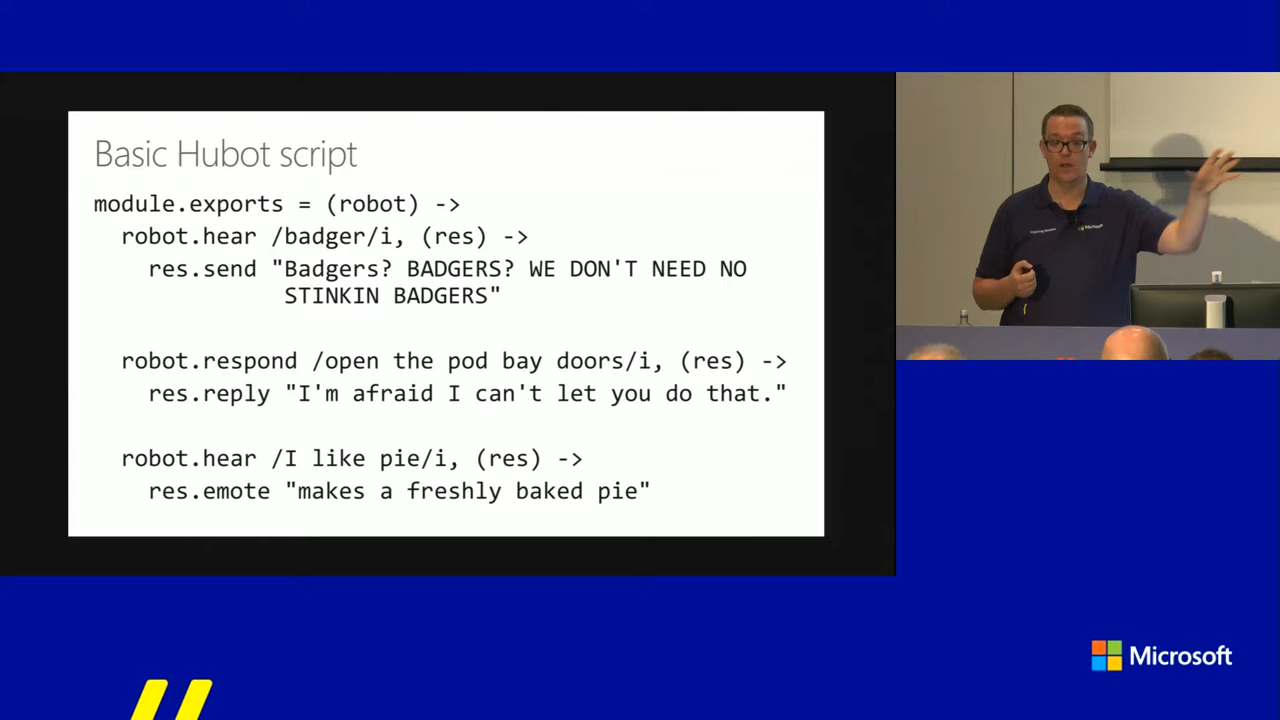 Basic Hubot script
module.exports = (robot) ->
robot.hear /badger/i, (res) ->
res.send "Badgers? BADGERS? WE DON'T NEED NO
STINKIN BADGERS"
robot.respond /open the pod bay doors/i, (res) ->
res.reply "I'm afraid I can't let you do that."
robot.hear /I like pie/i, (res) ->
res.emote "makes a freshly baked pie"
Microsoft
Microsoft